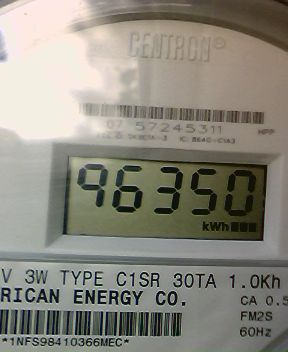 CENTRON®
07 57245311
HPP
96350
kWh
V 3W TYPE C1SR 30TA 1.0Kh
RICAN ENERGY CO.
CA 0.5
FM2S
60Hz
*1NFS98410366MEC*